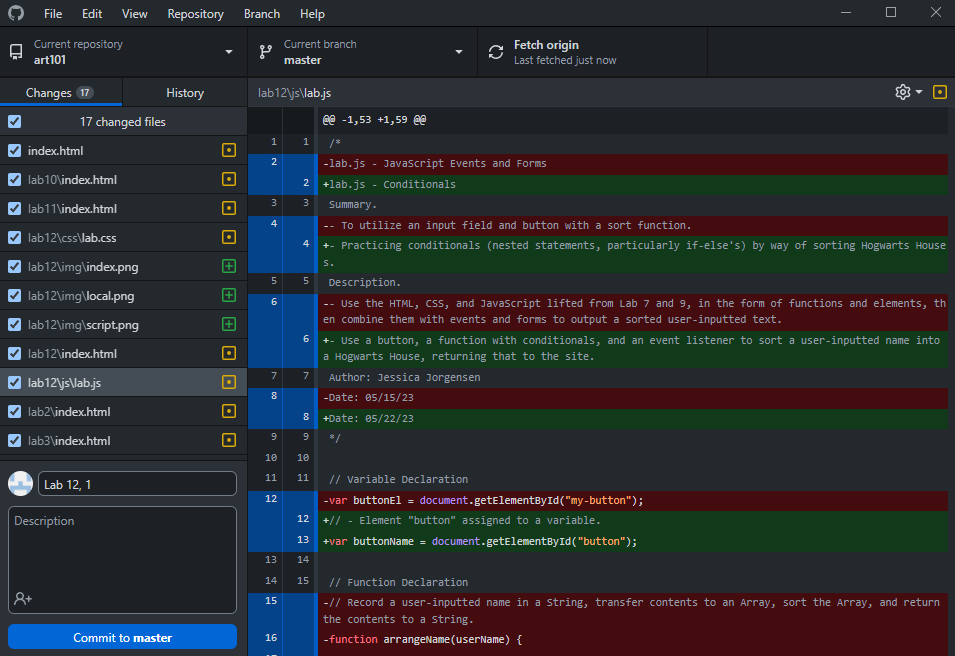 File Edit View Repository Branch Help
Current repository
art101
Current branch
master
Fetch origin
Last fetched just now
Changes 17
History
17 changed files
index.html
lab10\index.html
lab11\index.html
lab12\css\lab.css
lab12\img\index.png
lab12\img\local.png
lab12\img\script.png
lab12\index.html
lab12\js\lab.js
lab2\index.html
lab3\index.html
Lab 12, 1
Description
Commit to master
lab12\js\lab.js
@@ -1,53 +1,59 @@
1 1 /*
2 -lab.js - JavaScript Events and Forms
2 +lab.js - Conditionals
3 3 Summary.
4 -- To utilize an input field and button with a sort function.
4 +- Practicing conditionals (nested statements, particularly if-else's) by way of sorting Hogwarts House
s.
5 5 Description.
6 -- Use the HTML, CSS, and JavaScript lifted from Lab 7 and 9, in the form of functions and elements, th
en combine them with events and forms to output a sorted user-inputted text.
6 +- Use a button, a function with conditionals, and an event listener to sort a user-inputted name into
a Hogwarts House, returning that to the site.
7 7 Author: Jessica Jorgensen
8 -Date: 05/15/23
8 +Date: 05/22/23
9 9 */
10 10
11 11 // Variable Declaration
12 -var buttonEl = document.getElementById("my-button");
12 +// - Element "button" assigned to a variable.
13 +var buttonName = document.getElementById("button");
13 14
14 15 // Function Declaration
15 -// Record a user-inputted name in a String, transfer contents to an Array, sort the Array, and return
the contents to a String.
16 -function arrangeName(userName) {